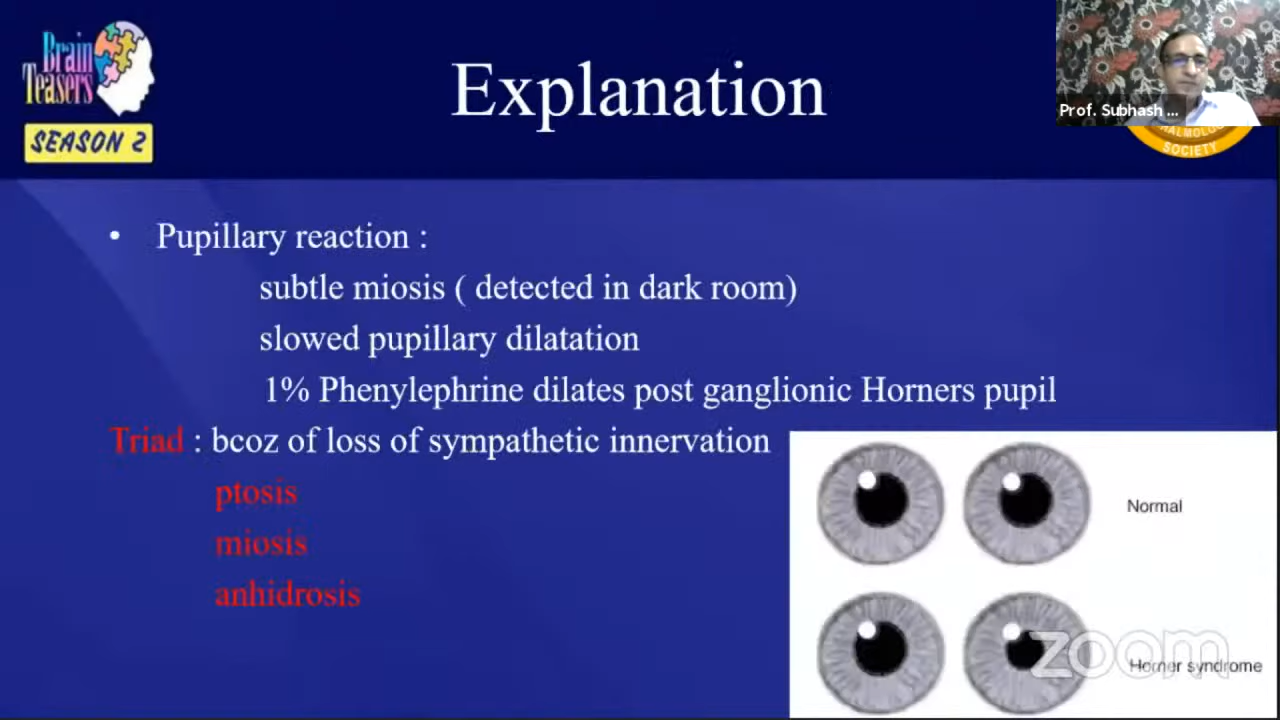 Brain
Teasers
SEASON 2
Explanation
Prof. Subhash ...
SOCIETY
• Pupillary reaction :
subtle miosis ( detected in dark room)
slowed pupillary dilatation
1% Phenylephrine dilates post ganglionic Horners pupil
Triad : bcoz of loss of sympathetic innervation
ptosis
miosis
anhidrosis
Normal
zoom
Horner syndrome